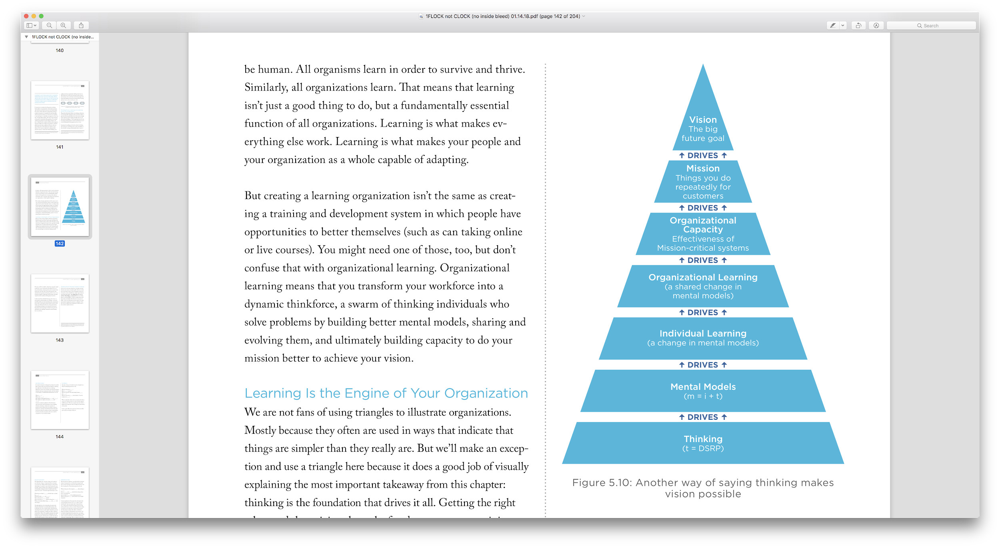 1FLOCK not CLOCK (no inside bleed) 01.14.18.pdf (page 142 of 204)
Search
1FLOCK not CLOCK (no inside...
140
141
142
143
144
be human. All organisms learn in order to survive and thrive.
Similarly, all organizations learn. That means that learning
isn’t just a good thing to do, but a fundamentally essential
function of all organizations. Learning is what makes ev-
erything else work. Learning is what makes your people and
your organization as a whole capable of adapting.
But creating a learning organization isn’t the same as creat-
ing a training and development system in which people have
opportunities to better themselves (such as can taking online
or live courses). You might need one of those, too, but don’t
confuse that with organizational learning. Organizational
learning means that you transform your workforce into a
dynamic thinkforce, a swarm of thinking individuals who
solve problems by building better mental models, sharing and
evolving them, and ultimately building capacity to do your
mission better to achieve your vision.
Learning Is the Engine of Your Organization
We are not fans of using triangles to illustrate organizations.
Mostly because they often are used in ways that indicate that
things are simpler than they really are. But we’ll make an excep-
tion and use a triangle here because it does a good job of visually
explaining the most important takeaway from this chapter:
thinking is the foundation that drives it all. Getting the right
Vision
The big
future goal
↑ DRIVES ↑
Mission
Things you do
repeatedly for
customers
↑ DRIVES ↑
Organizational
Capacity
Effectiveness of
Mission-critical systems
↑ DRIVES ↑
Organizational Learning
(a shared change in
mental models)
↑ DRIVES ↑
Individual Learning
(a change in mental models)
↑ DRIVES ↑
Mental Models
(m = i + t)
↑ DRIVES ↑
Thinking
(t = DSRP)
Figure 5.10: Another way of saying thinking makes
vision possible